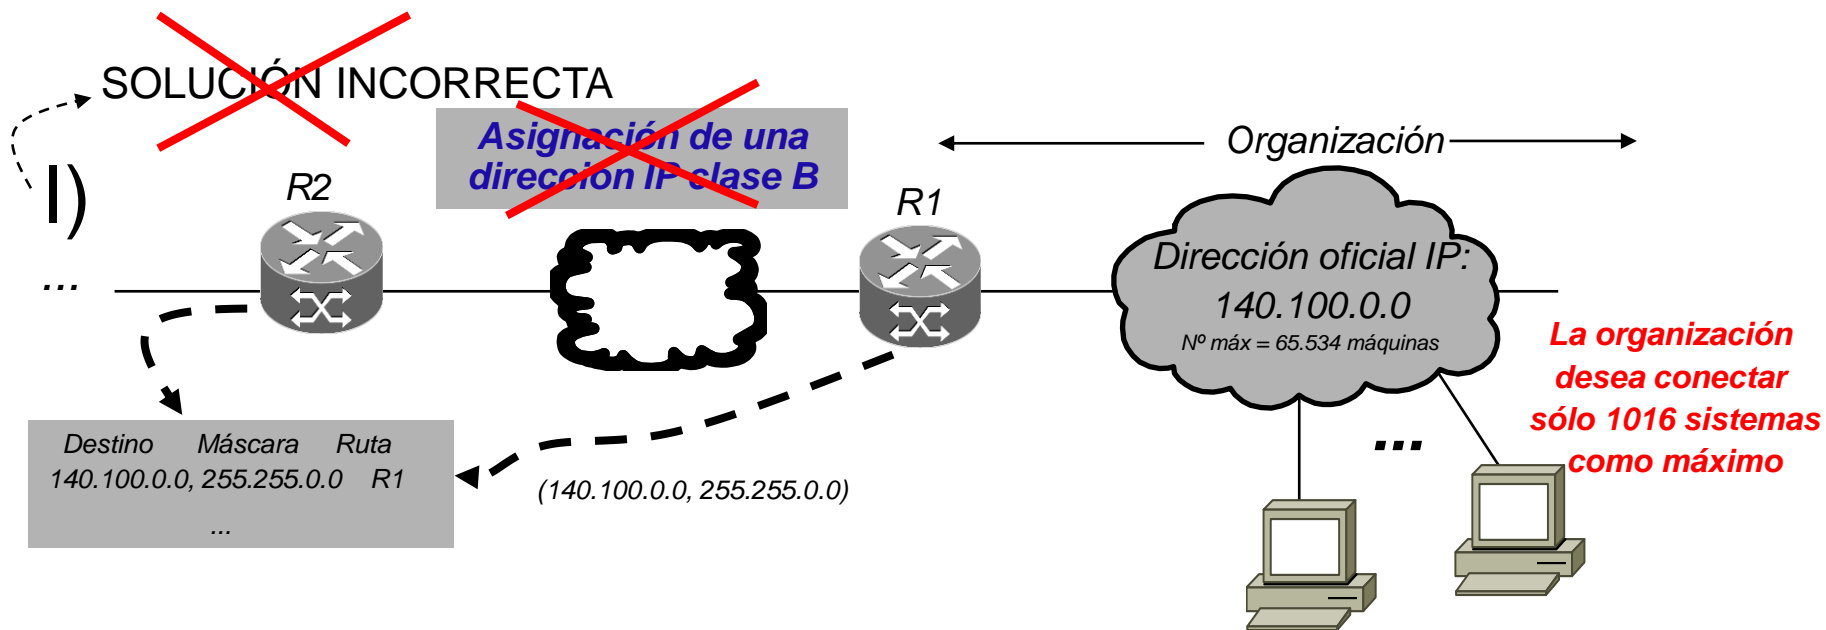 SOLUCIÓN INCORRECTA
Asignación de una
dirección IP clase B
Organización
I)
R2
R1
...
Dirección oficial IP:
140.100.0.0
Nº máx = 65.534 máquinas
La organización
desea conectar
sólo 1016 sistemas
como máximo
...
Destino Máscara Ruta
140.100.0.0, 255.255.0.0 R1
...
(140.100.0.0, 255.255.0.0)